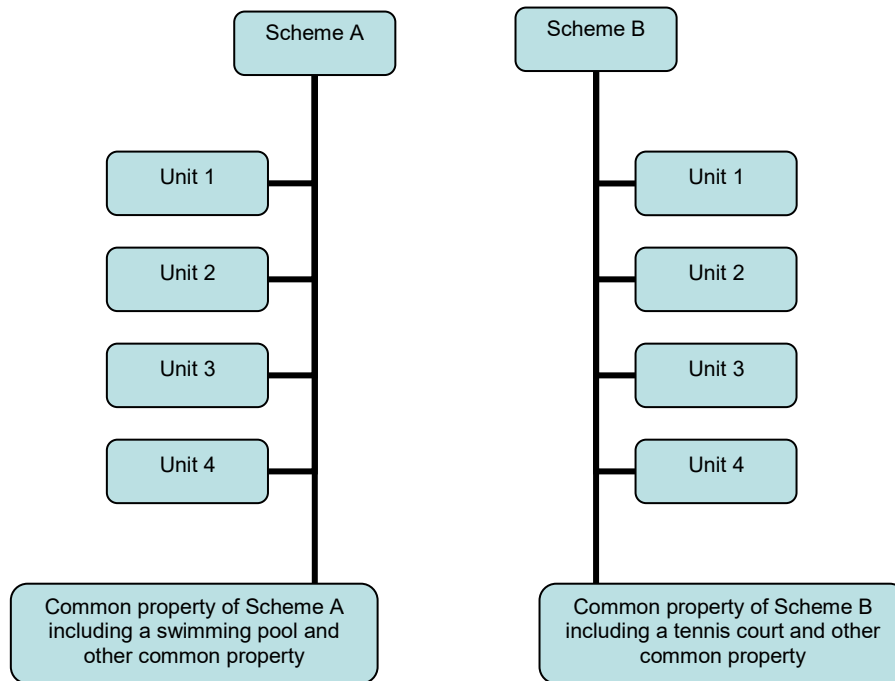 Scheme A
Unit 1
Unit 2
Unit 3
Unit 4
Common property of Scheme A
including a swimming pool and
other common property
Scheme B
Unit 1
Unit 2
Unit 3
Unit 4
Common property of Scheme B
including a tennis court and other
common property